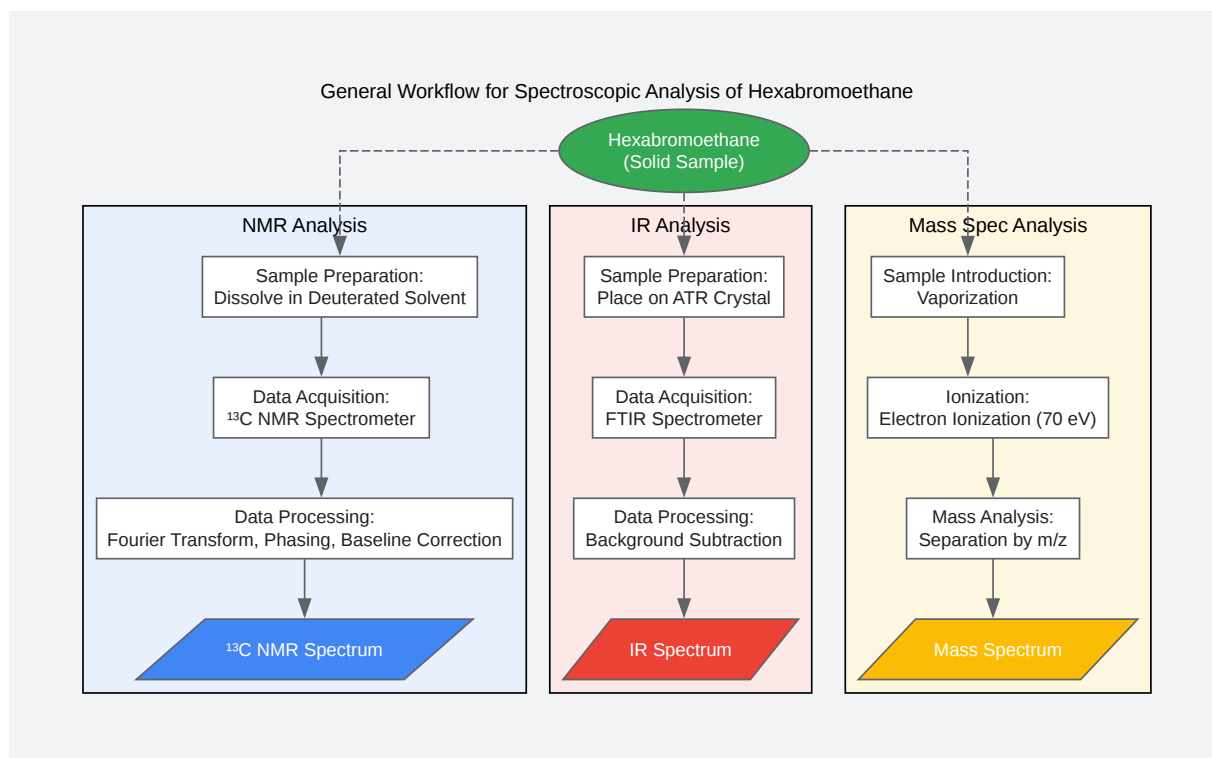 General Workflow for Spectroscopic Analysis of Hexabromoethane
Hexabromoethane
(Solid Sample)
NMR Analysis
Sample Preparation:
Dissolve in Deuterated Solvent
Data Acquisition:
¹³C NMR Spectrometer
Data Processing:
Fourier Transform, Phasing, Baseline Correction
¹³C NMR Spectrum
IR Analysis
Sample Preparation:
Place on ATR Crystal
Data Acquisition:
FTIR Spectrometer
Data Processing:
Background Subtraction
IR Spectrum
Mass Spec Analysis
Sample Introduction:
Vaporization
Ionization:
Electron Ionization (70 eV)
Mass Analysis:
Separation by m/z
Mass Spectrum